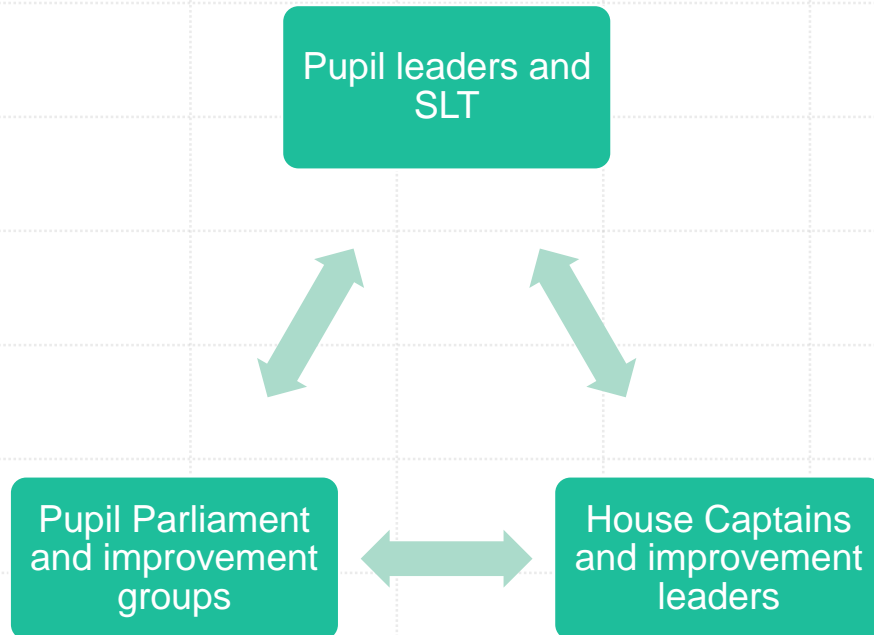 Pupil leaders and
SLT
Pupil Parliament
and improvement
groups
House Captains
and improvement
leaders